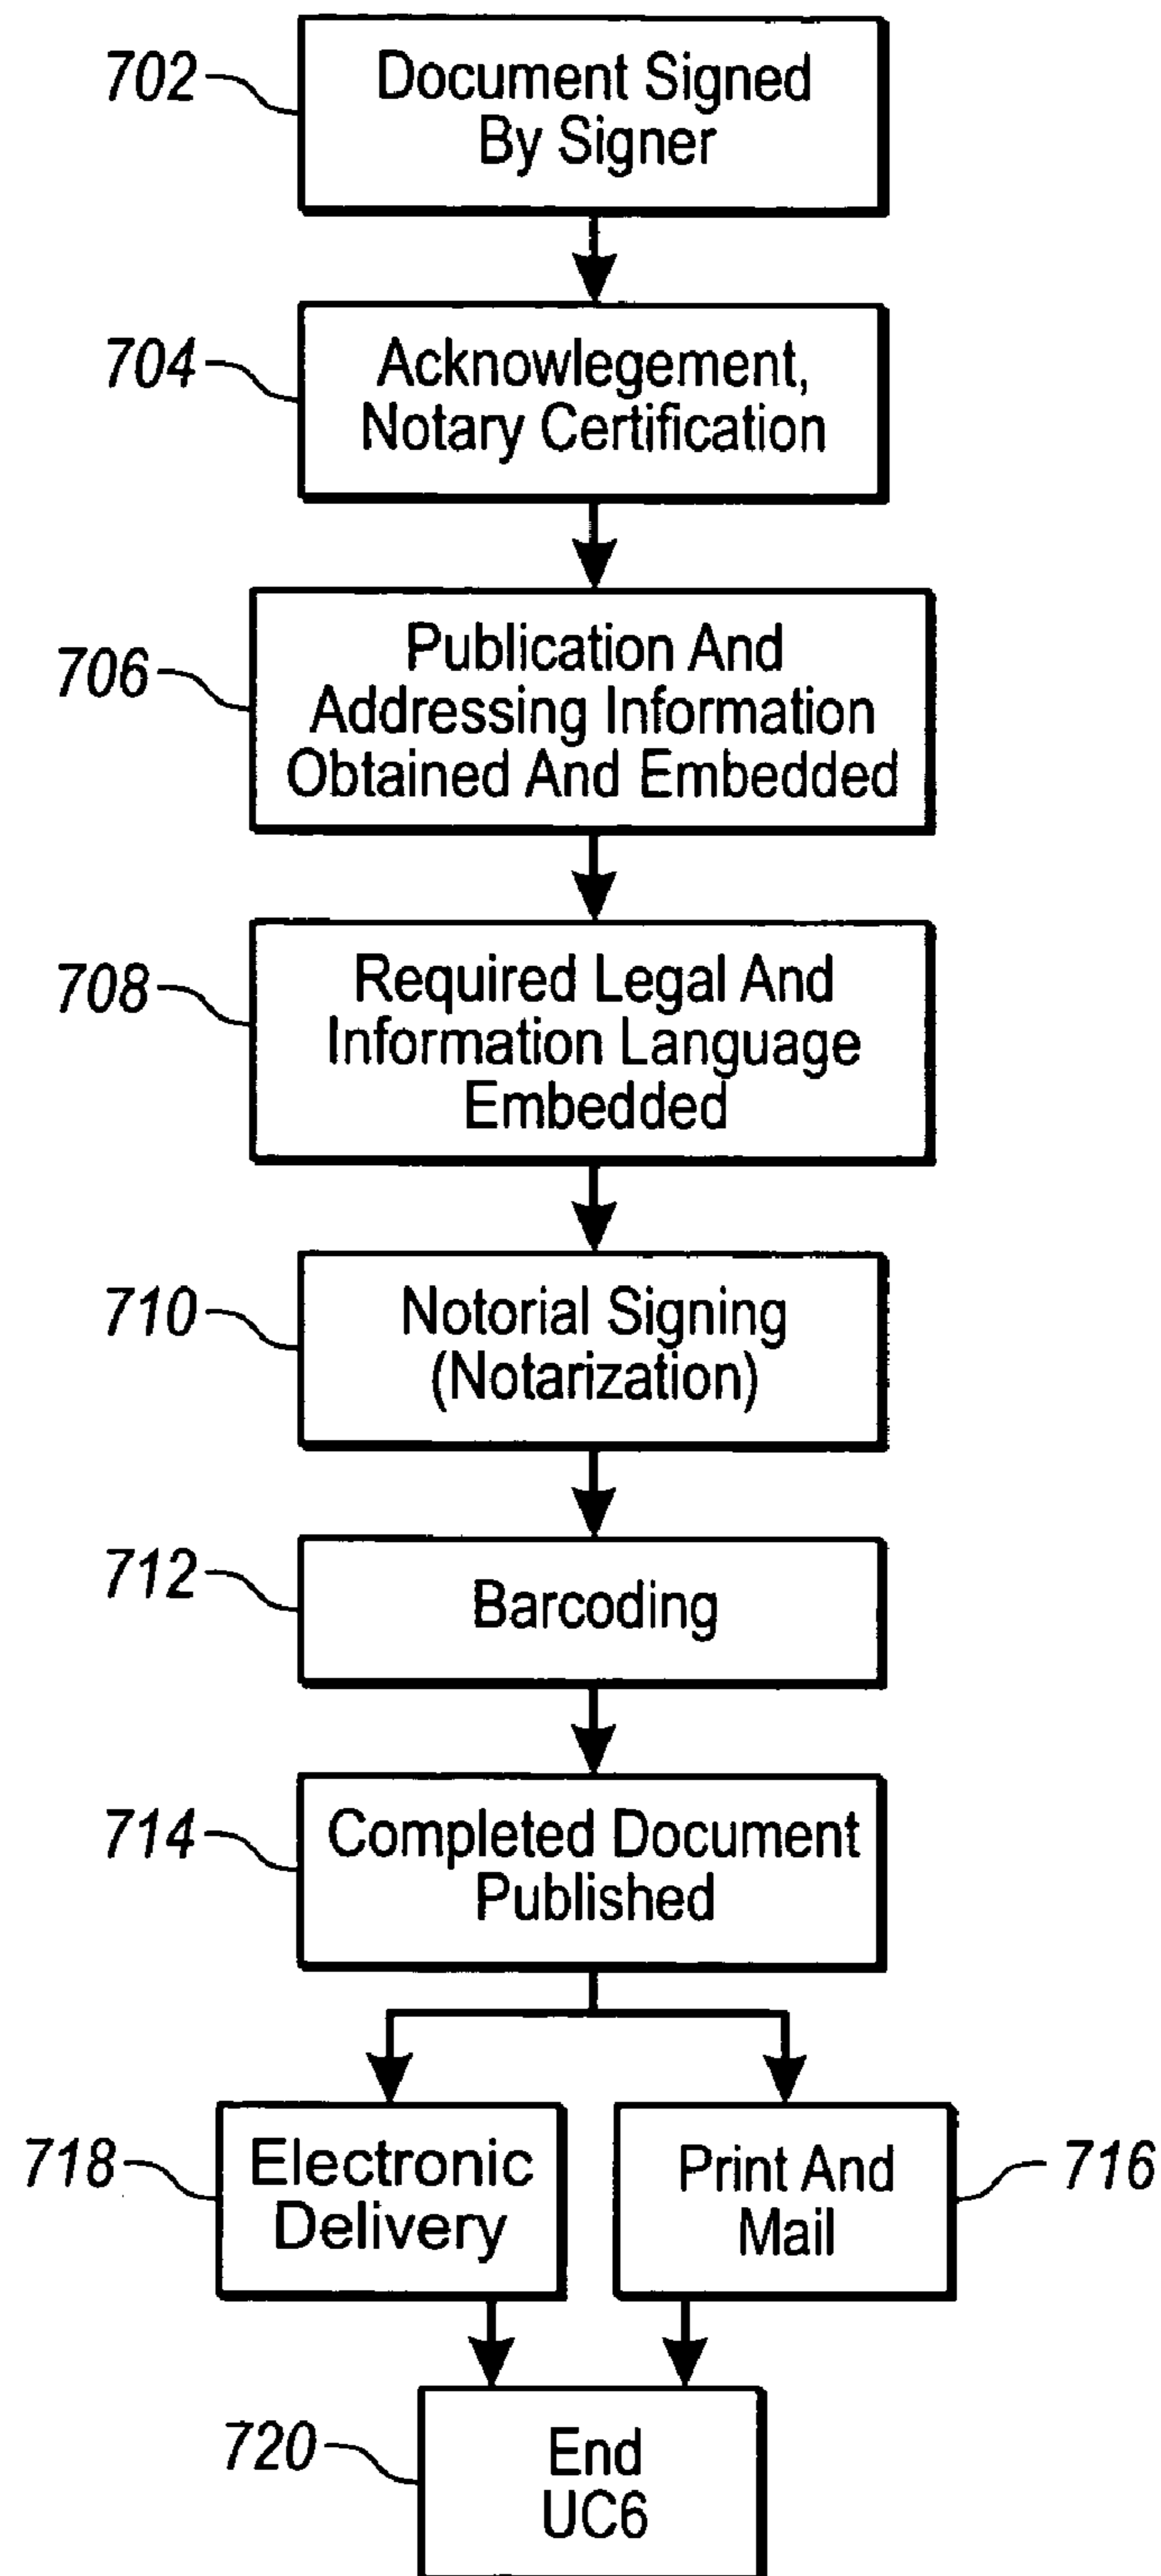 702
Document Signed
By Signer
704
Acknowlegement,
Notary Certification
706
Publication And
Addressing Information
Obtained And Embedded
708
Required Legal And
Information Language
Embedded
710
Notorial Signing
(Notarization)
712
Barcoding
714
Completed Document
Published
718
Electronic
Delivery
Print And
Mail
716
720
End
UC6